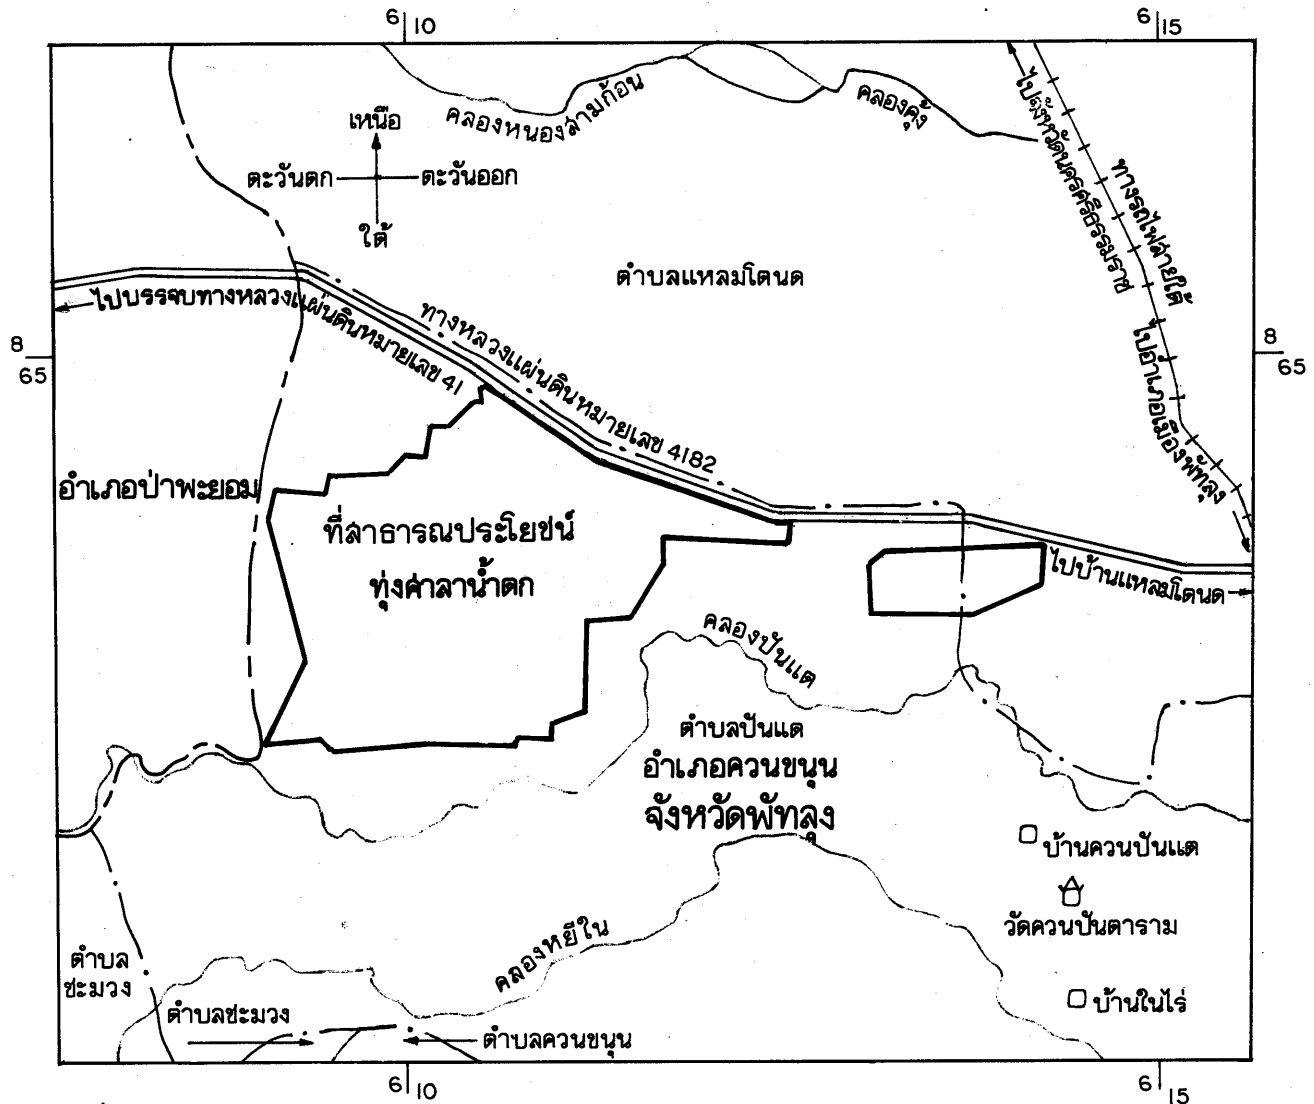 6 10
6 15
คลองหนองสามก้อน
คลองคุ้ง
ไปจังหวัดนครศรีธรรมราช
ทางรถไฟสายใต้
ไปอำเภอเมืองพัทลุง
เหนือ
ตะวันตก
ตะวันออก
ใต้
ตำบลแหลมโตนด
ไปบรรจบทางหลวงแผ่นดินหมายเลข 41
ทางหลวงแผ่นดินหมายเลข 4182
8 65
8 65
อำเภอป่าพะยอม
ที่สาธารณประโยชน์
ทุ่งศาลาน้ำตก
ไปบ้านแหลมโตนด
คลองปันแต
ตำบลปันแต
อำเภอควนขนุน
จังหวัดพัทลุง
บ้านควนปันแต
วัดควนปันตาราม
คลองหยีใน
ตำบล
ชะมวง
บ้านในไร่
ตำบลชะมวง
ตำบลควนขนุน
6 10
6 15